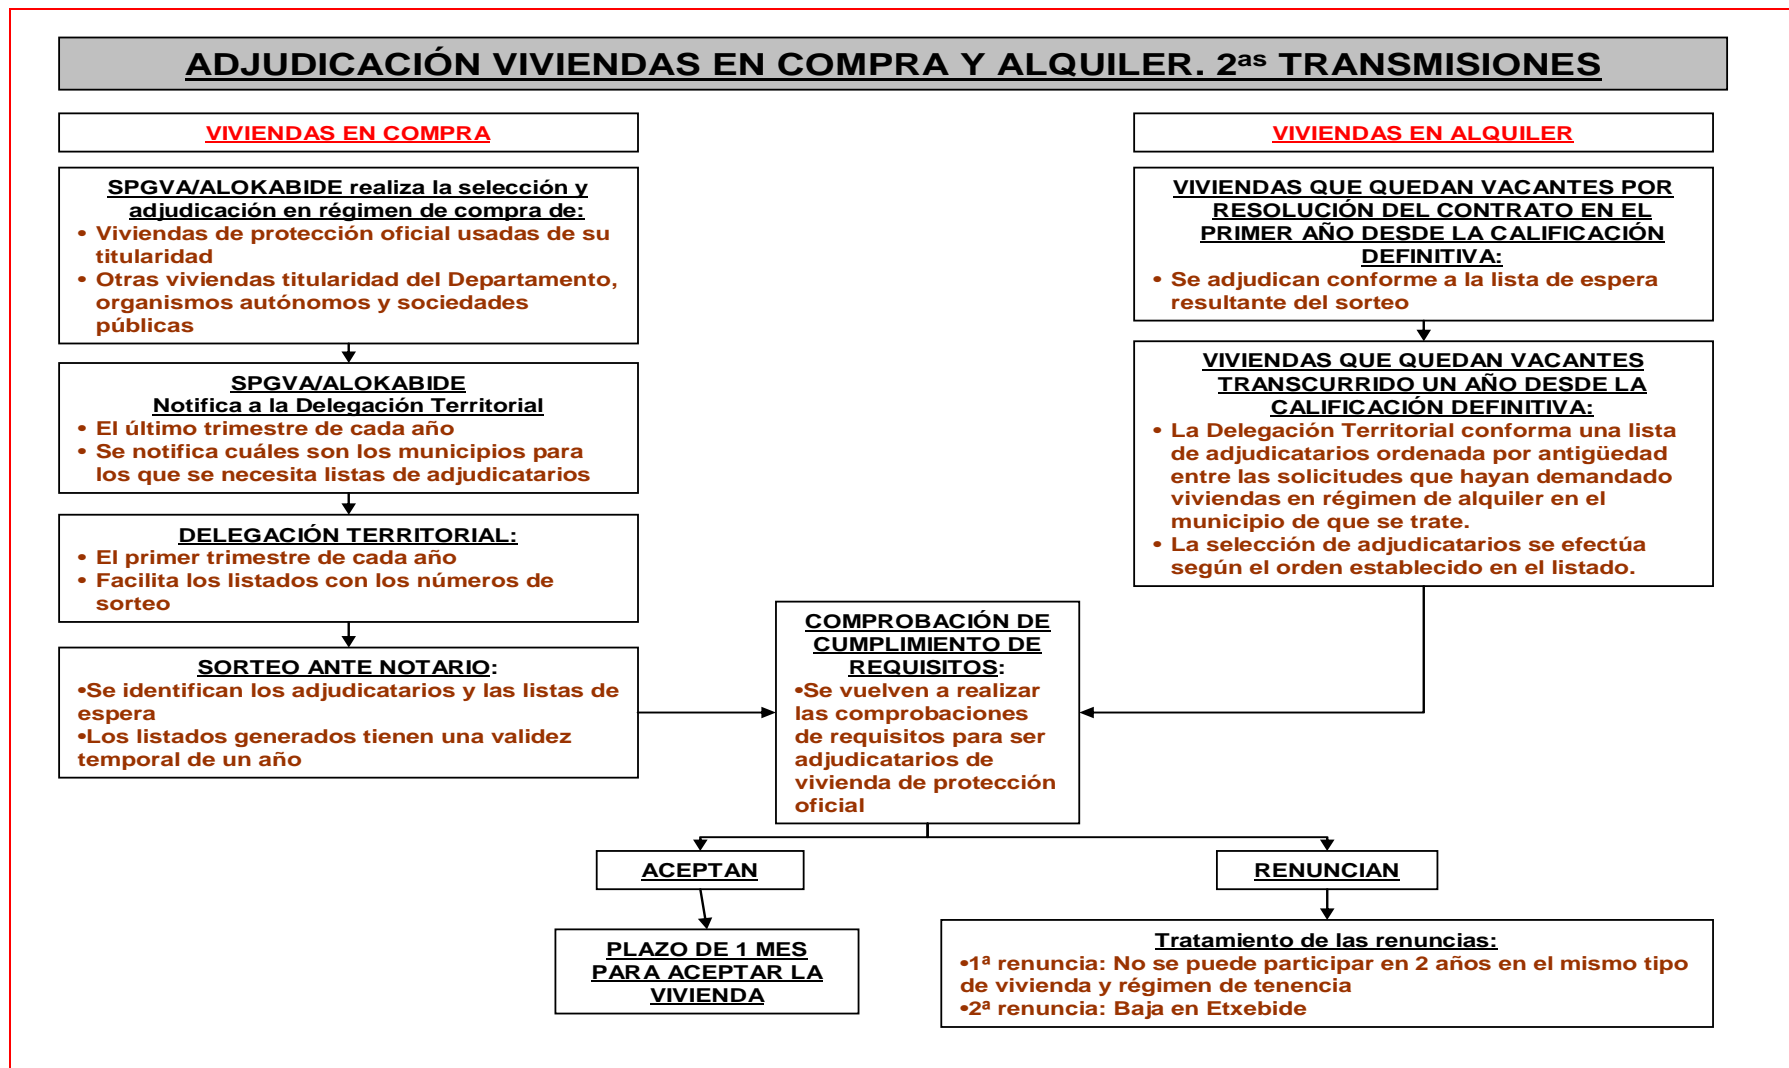 ADJUDICACIÓN VIVIENDAS EN COMPRA Y ALQUILER. 2as TRANSMISIONES
VIVIENDAS EN COMPRA
SPGVA/ALOKABIDE realiza la selección y
adjudicación en régimen de compra de:
• Viviendas de protección oficial usadas de su
titularidad
• Otras viviendas titularidad del Departamento,
organismos autónomos y sociedades
públicas
SPGVA/ALOKABIDE
Notifica a la Delegación Territorial
• El último trimestre de cada año
• Se notifica cuáles son los municipios para
los que se necesita listas de adjudicatarios
DELEGACIÓN TERRITORIAL:
• El primer trimestre de cada año
• Facilita los listados con los números de
sorteo
SORTEO ANTE NOTARIO:
•Se identifican los adjudicatarios y las listas de
espera
•Los listados generados tienen una validez
temporal de un año
VIVIENDAS EN ALQUILER
VIVIENDAS QUE QUEDAN VACANTES POR
RESOLUCIÓN DEL CONTRATO EN EL
PRIMER AÑO DESDE LA CALIFICACIÓN
DEFINITIVA:
• Se adjudican conforme a la lista de espera
resultante del sorteo
VIVIENDAS QUE QUEDAN VACANTES
TRANSCURRIDO UN AÑO DESDE LA
CALIFICACIÓN DEFINITIVA:
• La Delegación Territorial conforma una lista
de adjudicatarios ordenada por antigüedad
entre las solicitudes que hayan demandado
viviendas en régimen de alquiler en el
municipio de que se trate.
• La selección de adjudicatarios se efectúa
según el orden establecido en el listado.
COMPROBACIÓN DE
CUMPLIMIENTO DE
REQUISITOS:
•Se vuelven a realizar
las comprobaciones
de requisitos para ser
adjudicatarios de
vivienda de protección
oficial
ACEPTAN
PLAZO DE 1 MES
PARA ACEPTAR LA
VIVIENDA
RENUNCIAN
Tratamiento de las renuncias:
•1ª renuncia: No se puede participar en 2 años en el mismo tipo
de vivienda y régimen de tenencia
•2ª renuncia: Baja en Etxebide